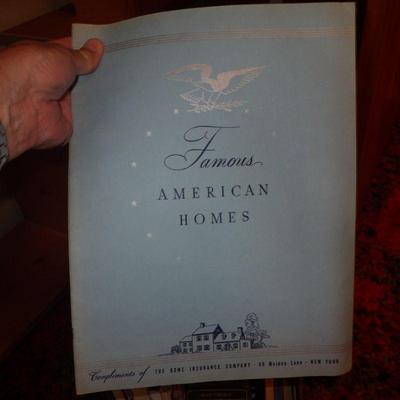 Famous
AMERICAN
HOMES
Compliments of THE HOME INSURANCE COMPANY · 59 Maiden Lane · NEW YORK